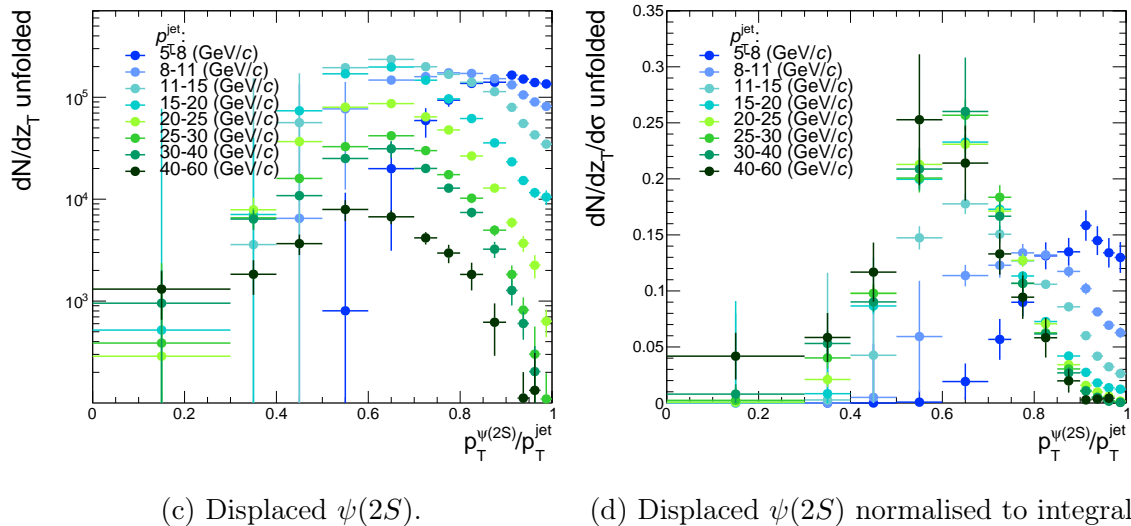 dN/dz_T unfolded
10^5
10^4
10^3
p_T^jet:
5-8 (GeV/c)
8-11 (GeV/c)
11-15 (GeV/c)
15-20 (GeV/c)
20-25 (GeV/c)
25-30 (GeV/c)
30-40 (GeV/c)
40-60 (GeV/c)
0 0.2 0.4 0.6 0.8 1
p_T^ψ(2S)/p_T^jet
(c) Displaced ψ(2S).
dN/dz_T/dσ unfolded
0.35
0.3
0.25
0.2
0.15
0.1
0.05
0
p_T^jet:
5-8 (GeV/c)
8-11 (GeV/c)
11-15 (GeV/c)
15-20 (GeV/c)
20-25 (GeV/c)
25-30 (GeV/c)
30-40 (GeV/c)
40-60 (GeV/c)
0 0.2 0.4 0.6 0.8 1
p_T^ψ(2S)/p_T^jet
(d) Displaced ψ(2S) normalised to integral